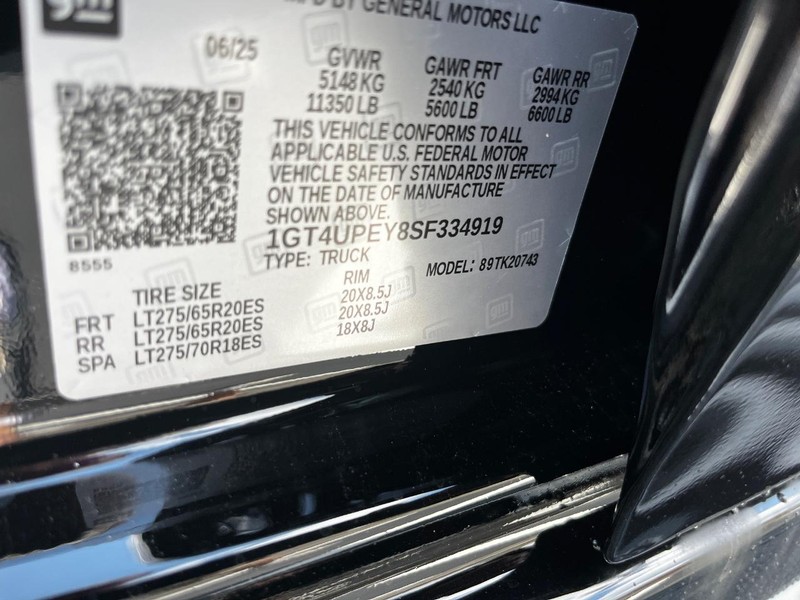 gm
BY GENERAL MOTORS LLC
06/25
GVWR GAWR FRT GAWR RR
5148 KG 2540 KG 2994 KG
11350 LB 5600 LB 6600 LB
THIS VEHICLE CONFORMS TO ALL
APPLICABLE U.S. FEDERAL MOTOR
VEHICLE SAFETY STANDARDS IN EFFECT
ON THE DATE OF MANUFACTURE
SHOWN ABOVE.
1GT4UPEY8SF334919
8555
TYPE: TRUCK MODEL: 89TK20743
TIRE SIZE RIM
FRT LT275/65R20ES 20X8.5J
RR LT275/65R20ES 20X8.5J
SPA LT275/70R18ES 18X8J